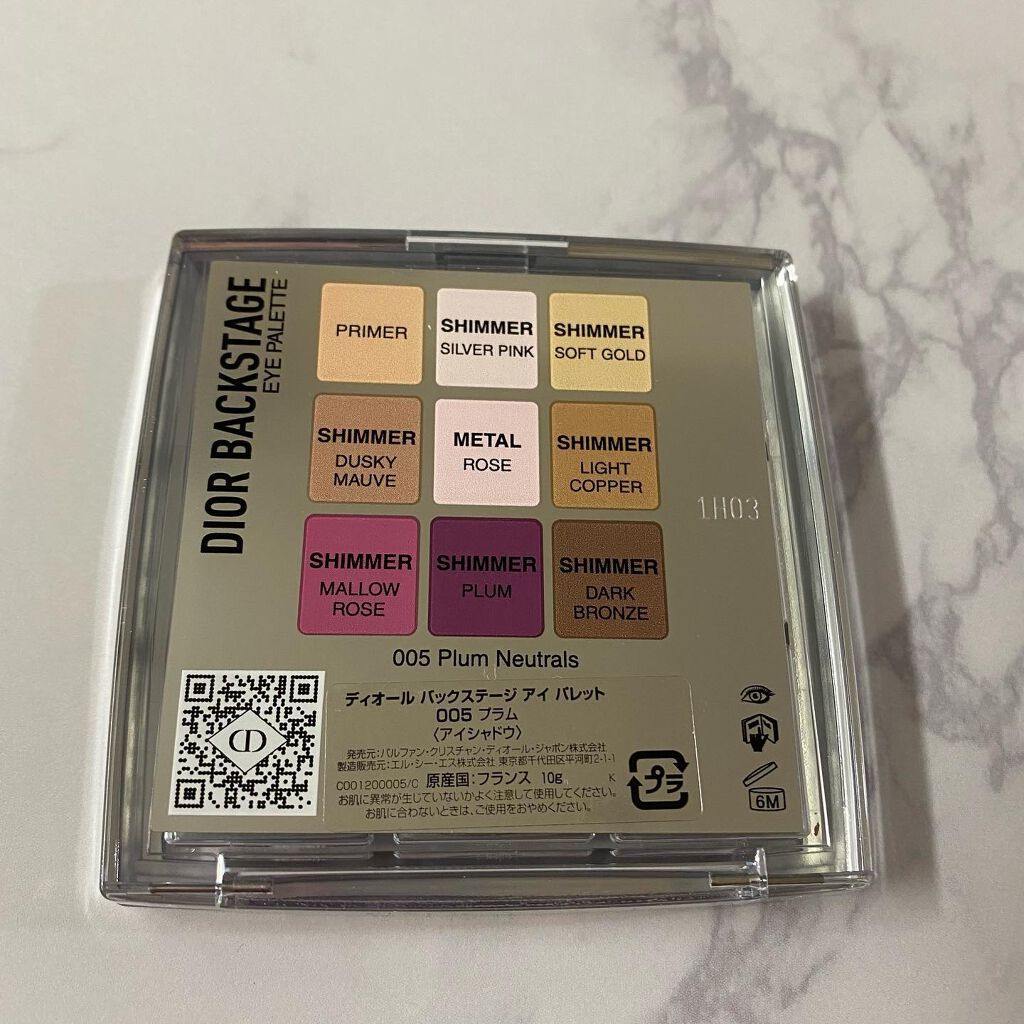 DIOR BACKSTAGE
EYE PALETTE
PRIMER
SHIMMER
SILVER PINK
SHIMMER
SOFT GOLD
SHIMMER
DUSKY
MAUVE
METAL
ROSE
SHIMMER
LIGHT
COPPER
1H03
SHIMMER
MALLOW
ROSE
SHIMMER
PLUM
SHIMMER
DARK
BRONZE
005 Plum Neutrals
CD
ディオール バックステージ アイ パレット
005 プラム
〈アイシャドウ〉
発売元:パルファン・クリスチャン・ディオール・ジャポン株式会社
製造販売元:エル・シー・エス株式会社 東京都千代田区平河町2-1-1
C001200005/C 原産国:フランス 10g K
お肌に異常が生じていないかよく注意して使用してください。
お肌に合わないときは、ご使用をおやめください。
プラ
6M